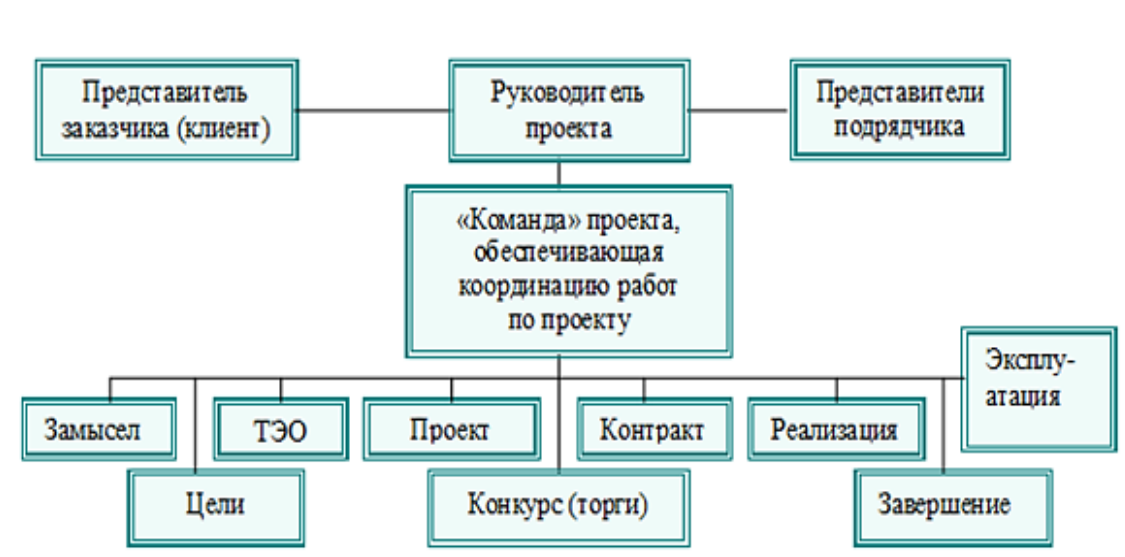 Представитель
заказчика (клиент)
Руководитель
проекта
Представители
подрядчика
«Команда» проекта,
обеспечивающая
координацию работ
по проекту
Эксплу-
атация
Замысел
ТЭО
Проект
Контракт
Реализация
Цели
Конкурс (торги)
Завершение